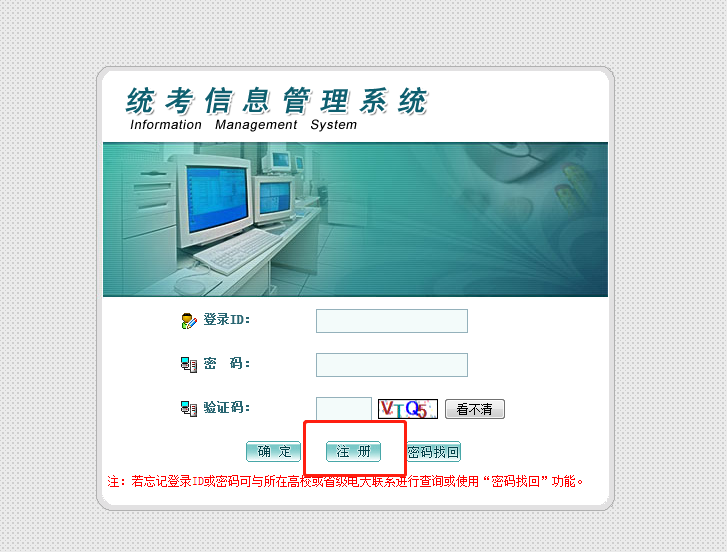 统考信息管理系统
Information Management System
登录ID：
密 码：
验证码：
VTQ5
看不清
确 定
注 册
密码找回
注：若忘记登录ID或密码可与所在高校或省级电大联系进行查询或使用“密码找回”功能。